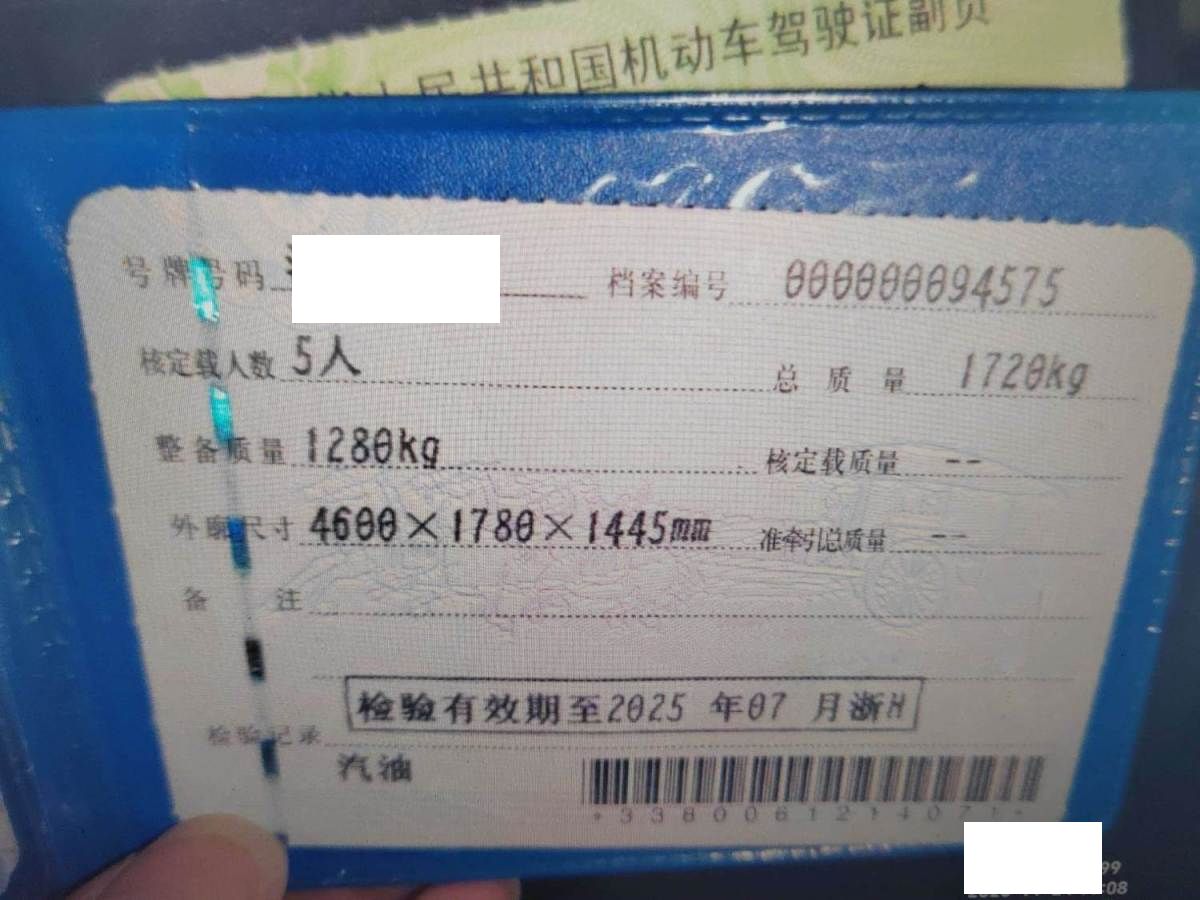 人民共和国机动车驾驶证副页
号牌号码 档案编号 000000094575
核定载人数 5人 总质量 1720kg
整备质量 1280kg 核定载质量 --
外廓尺寸 4600×1780×1445mm 准牵引总质量 --
备注
检验有效期至2025 年07 月浙H
检验记录
汽油
*3380061214071*